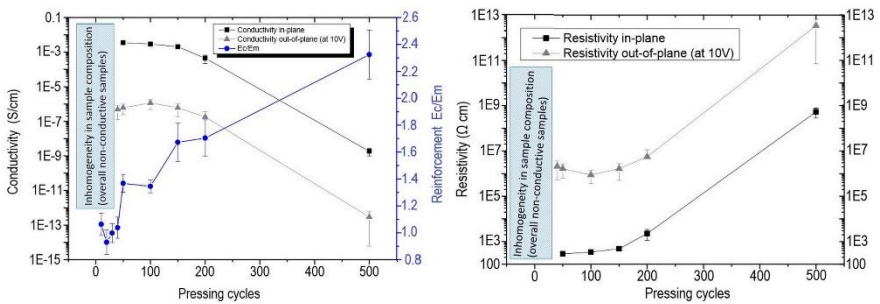 0.1
1E-3
1E-5
1E-7
1E-9
1E-11
1E-13
1E-15
Conductivity (S/cm)
Inhomogeneity in sample composition
(overall non-conductive samples)
Conductivity in-plane
Conductivity out-of-plane (at 10V)
Ec/Em
2.6
2.4
2.2
2.0
1.8
1.6
1.4
1.2
1.0
0.8
Reinforcement Ec/Em
0 100 200 300 400 500
Pressing cycles
1E13
1E11
1E9
1E7
1E5
1E3
100
Resistivity (Ω cm)
Inhomogeneity in sample composition
(overall non-conductive samples)
Resistivity in-plane
Resistivity out-of-plane (at 10V)
1E13
1E11
1E9
1E7
1E5
1E3
100
0 100 200 300 400 500
Pressing cycles